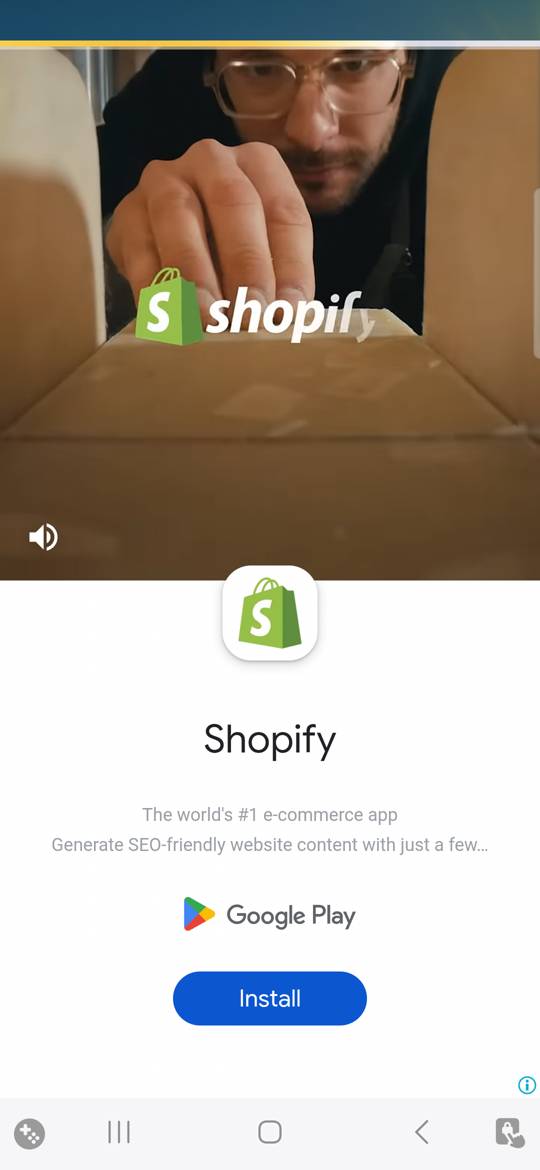 shopify
Shopify
The world's #1 e-commerce app
Generate SEO-friendly website content with just a few...
Google Play
Install